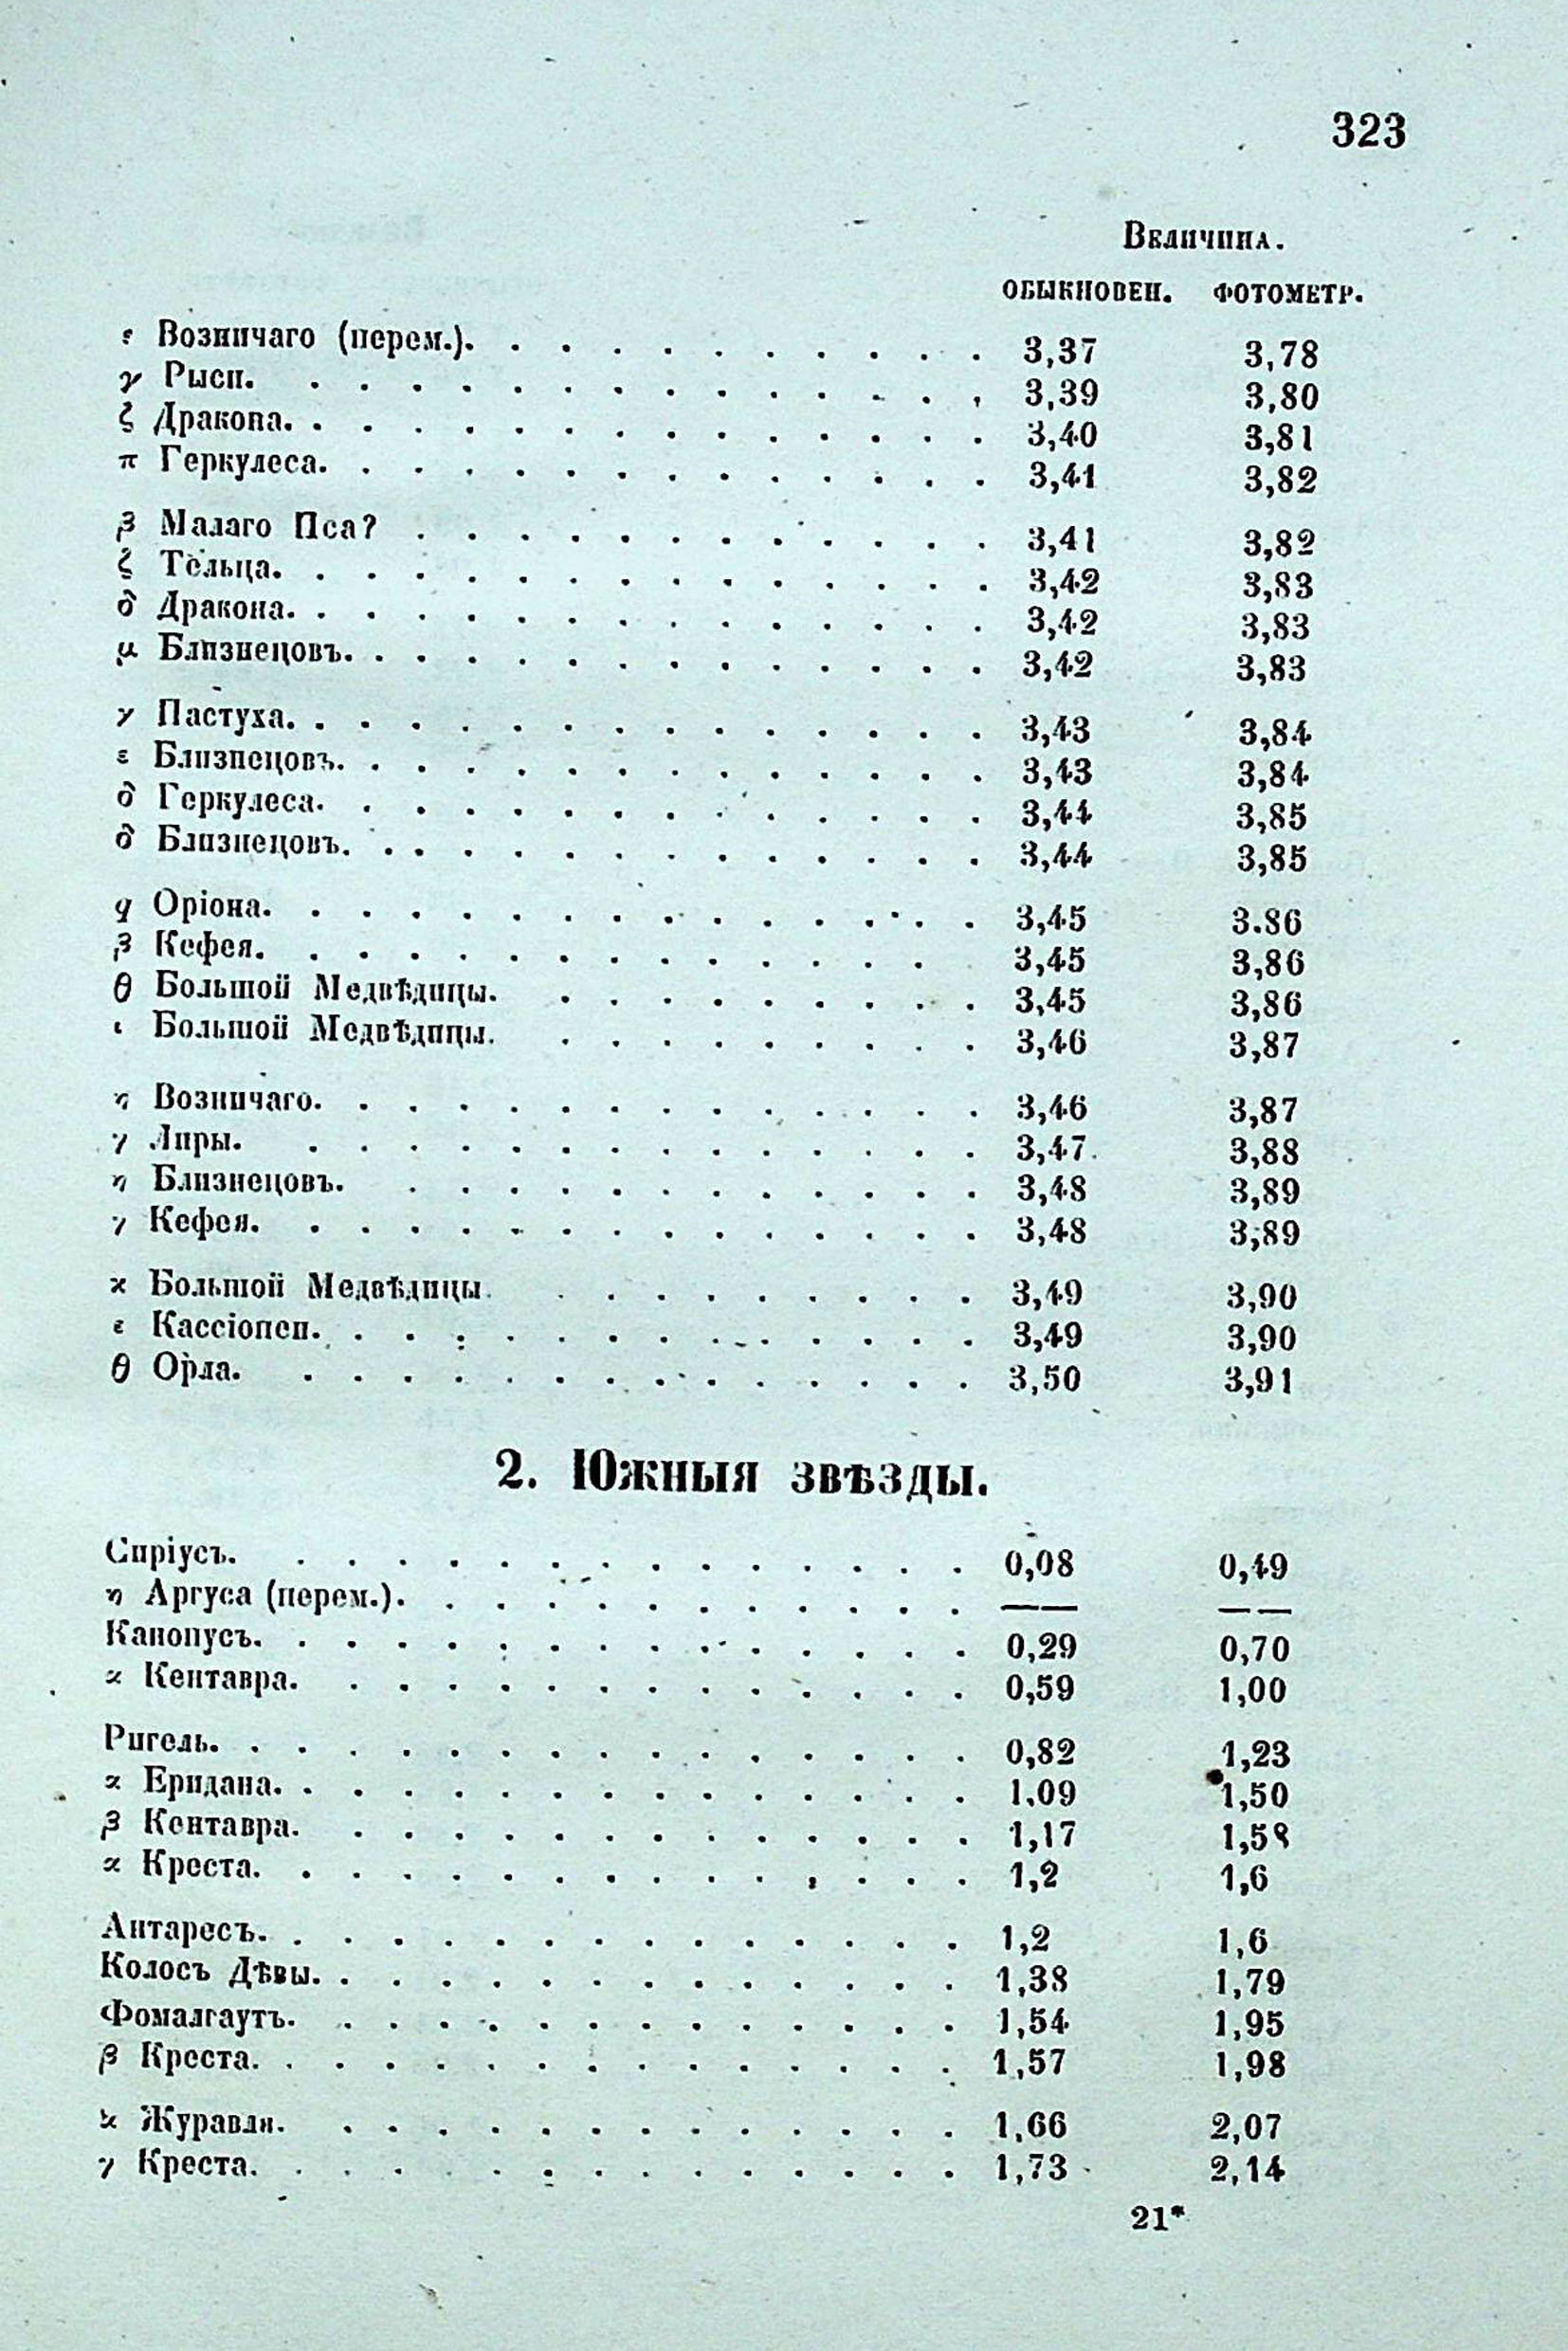 323
Величина.
обыкновен. фотометр.
ε Возничаго (перем.). 3,37 3,78
γ Рыси. 3,39 3,80
ζ Дракона. 3,40 3,81
π Геркулеса. 3,41 3,82
β Малаго Пса? 3,41 3,82
ζ Тельца. 3,42 3,83
δ Дракона. 3,42 3,83
μ Близнецовъ. 3,42 3,83
γ Пастуха. 3,43 3,84
ε Близнецовъ. 3,43 3,84
δ Геркулеса. 3,44 3,85
δ Близнецовъ. 3,44 3,85
q Оріона. 3,45 3.86
β Кефея. 3,45 3,86
θ Большой Медвѣдицы. 3,45 3,86
ι Большой Медвѣдицы. 3,46 3,87
η Возничаго. 3,46 3,87
γ Лиры. 3,47 3,88
η Близнецовъ. 3,48 3,89
γ Кефея. 3,48 3,89
ϰ Большой Медвѣдицы. 3,49 3,90
ε Кассіопеи. 3,49 3,90
θ Орла. 3,50 3,91
2. Южныя звѣзды.
Сиріусъ. 0,08 0,49
η Аргуса (перем.). —— ——
Канопусъ. 0,29 0,70
α Кентавра. 0,59 1,00
Ригель. 0,82 1,23
α Еридана. 1.09 1,50
β Кентавра. 1,17 1,58
α Креста. 1,2 1,6
Антаресъ. 1,2 1,6
Колосъ Дѣвы. 1,38 1,79
Фомалгаутъ. 1,54 1,95
β Креста. 1,57 1,98
α Журавля. 1,66 2,07
γ Креста. 1,73 2,14
21*